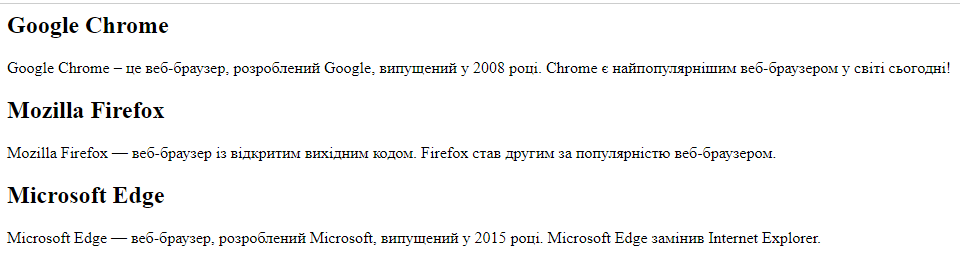 Google Chrome
Google Chrome – це веб-браузер, розроблений Google, випущений у 2008 році. Chrome є найпопулярнішим веб-браузером у світі сьогодні!
Mozilla Firefox
Mozilla Firefox — веб-браузер із відкритим вихідним кодом. Firefox став другим за популярністю веб-браузером.
Microsoft Edge
Microsoft Edge — веб-браузер, розроблений Microsoft, випущений у 2015 році. Microsoft Edge замінив Internet Explorer.